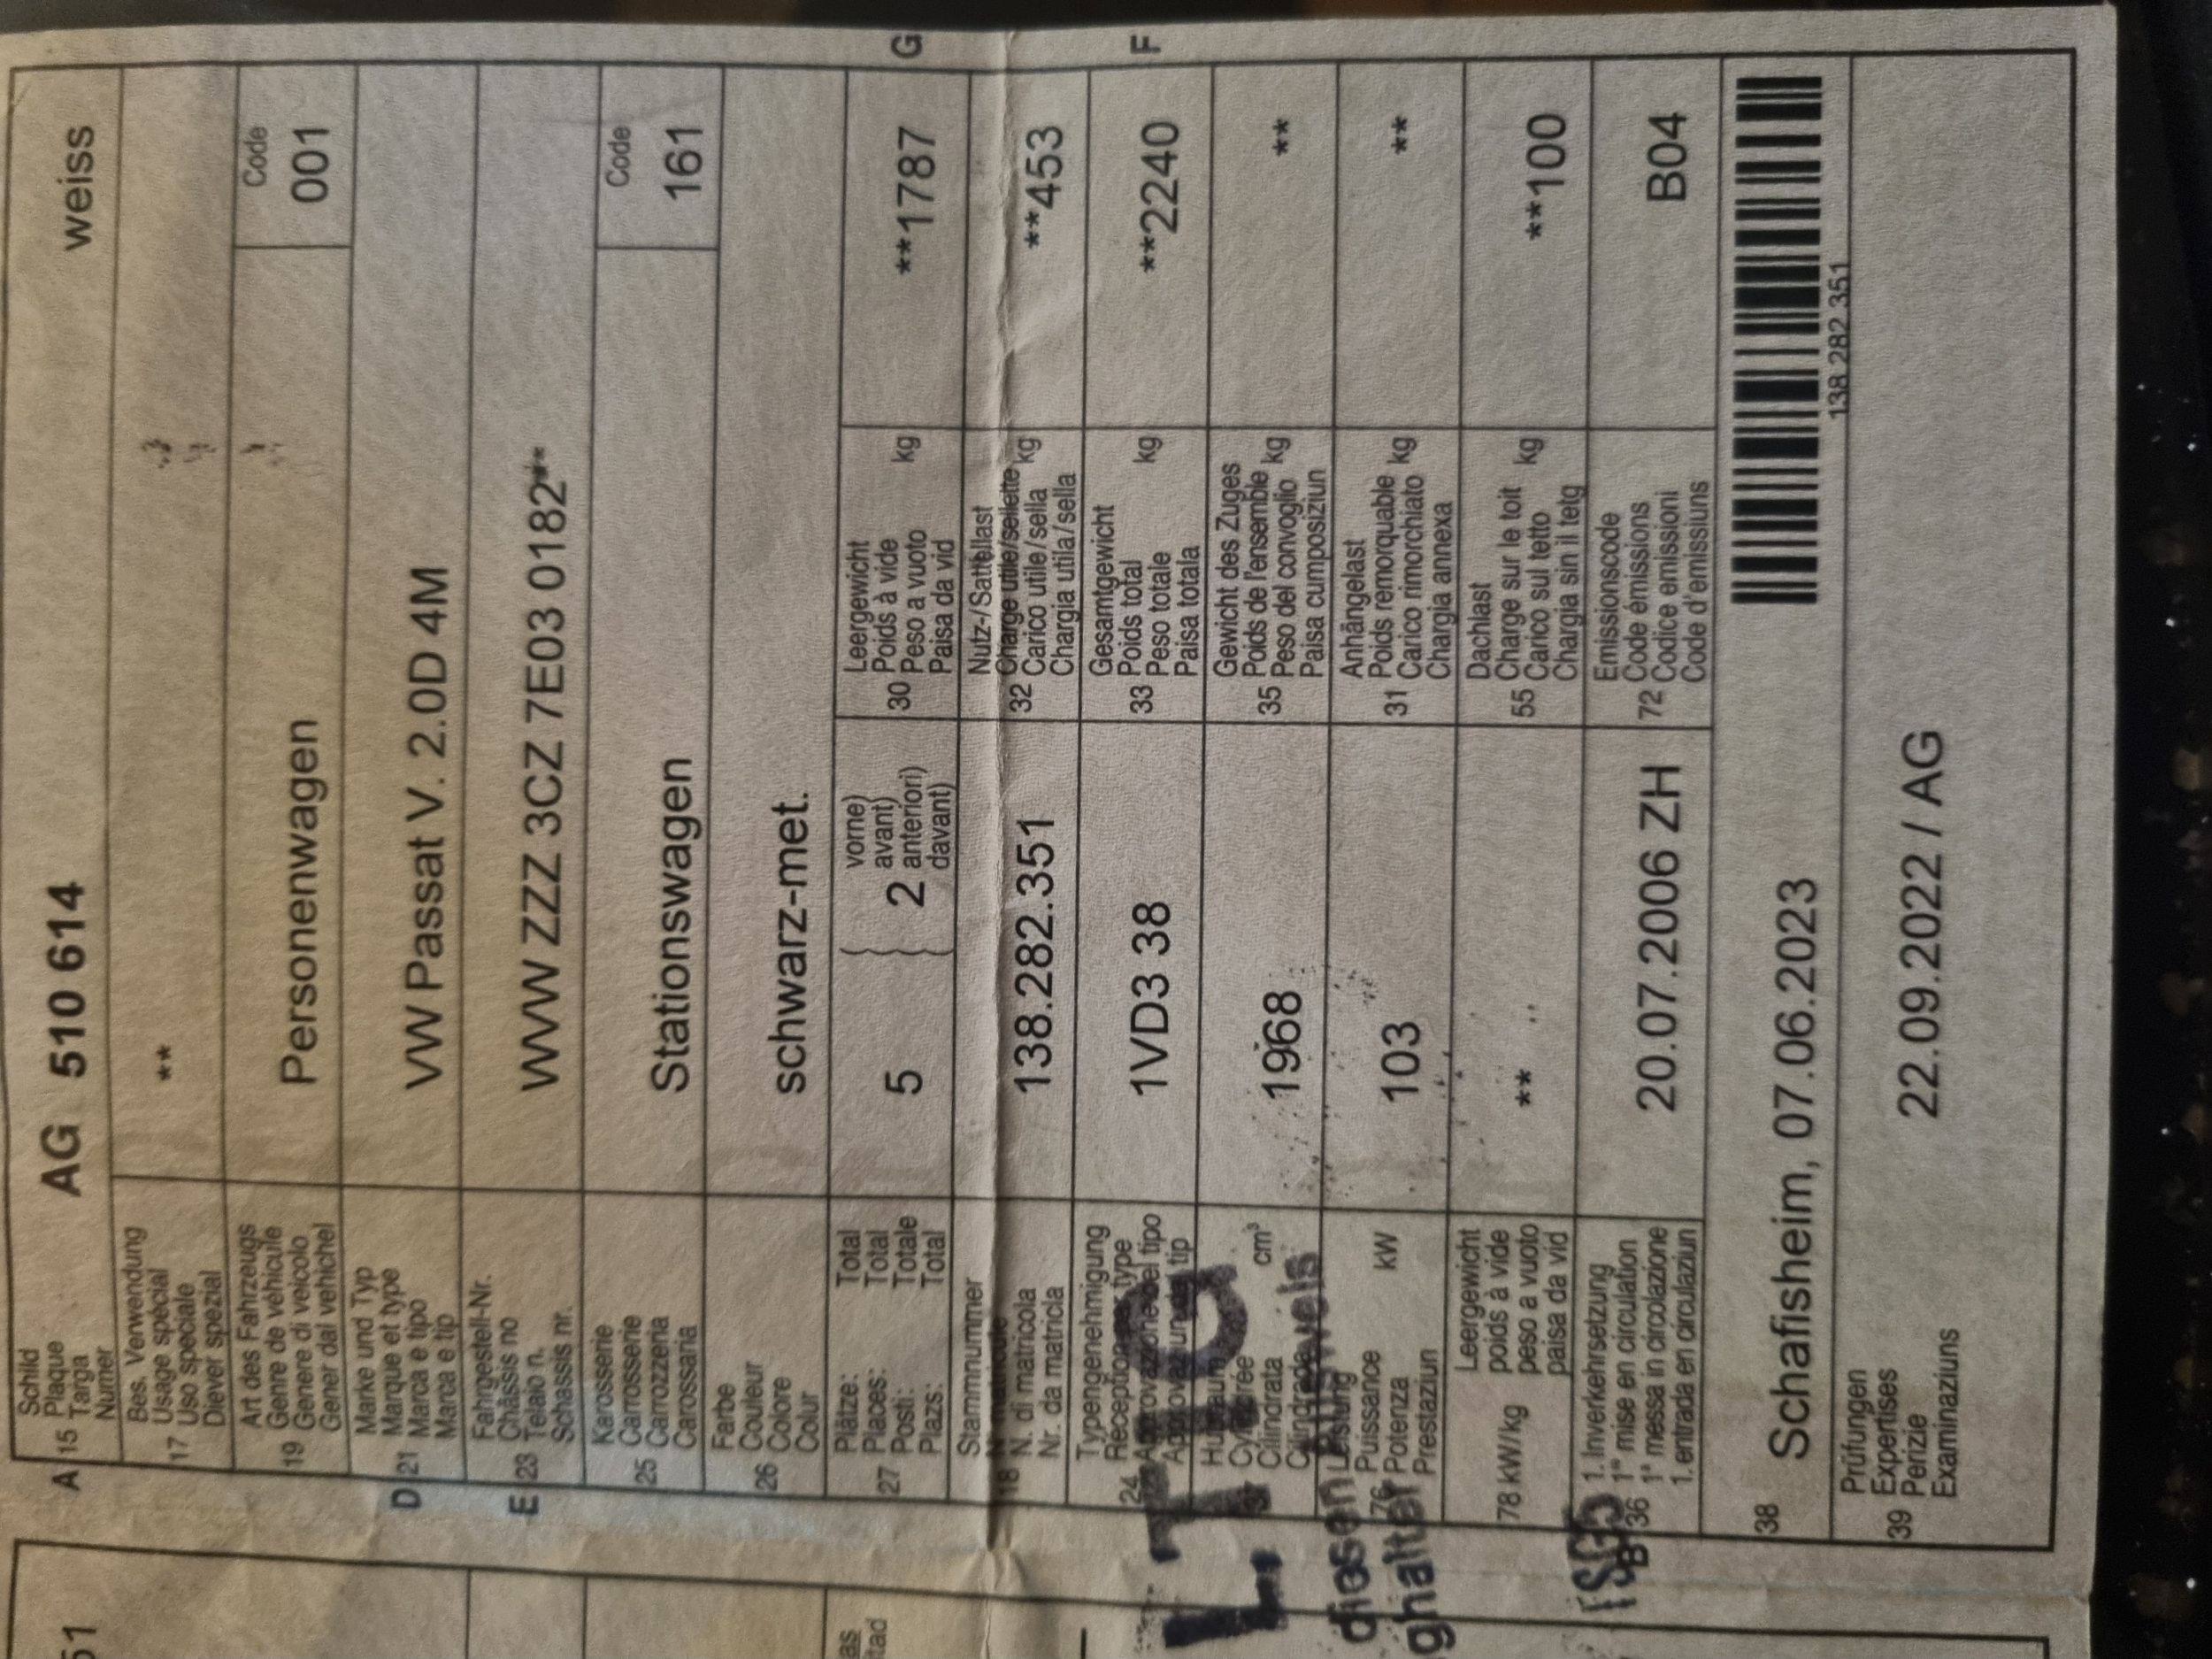 A 15 Schild
Plaque
Targa
Numer
AG 510 614 weiss
17 Bes. Verwendung
Usage spécial
Uso speciale
Diever spezial
**
19 Art des Fahrzeugs
Genre de véhicule
Genere di veicolo
Gener dal vehichel
Personenwagen
Code
001
D 21 Marke und Typ
Marque et type
Marca e tipo
Marca e tip
VW Passat V. 2.0D 4M
E 23 Fahrgestell-Nr.
Châssis no
Telaio n.
Schassis nr.
WVW ZZZ 3CZ 7E03 0182**
25 Karosserie
Carrosserie
Carrozzeria
Carossaria
Stationswagen
Code
161
26 Farbe
Couleur
Colore
Colur
schwarz-met.
27 Plätze: Total
Places: Total
Posti: Totale
Plazs: Total
5
2
vorne)
avant)
anteriori)
davant)
30 Leergewicht
Poids à vide
Peso a vuoto
Paisa da vid
kg
**1787
G
18 Stammnummer
N. di matricola
Nr. da matricla
138.282.351
32 Nutz-/Sattellast
Charge utile/sellette
Carico utile/sella
Chargia utila/sella
kg
**453
24 Typengenehmigung
Réception par type
Approvazione del tipo
1VD3 38
33 Gesamtgewicht
Poids total
Peso totale
Paisa totala
kg
**2240
F
Hubraum
Cylindrée
Cilindrata
cm³
1968
35 Gewicht des Zuges
Poids de l'ensemble
Peso del convoglio
Paisa cumposiziun
kg
**
76 Leistung
Puissance
Potenza
Prestaziun
kW
103
31 Anhängelast
Poids remorquable
Carico rimorchiato
Chargia annexa
kg
**
78 kW/kg
Leergewicht
poids à vide
peso a vuoto
paisa da vid
**
55 Dachlast
Charge sur le toit
Carico sul tetto
Chargia sin il tetg
kg
**100
B 36 1. Inverkehrsetzung
1re mise en circulation
1a messa in circolazione
1. entrada en circulaziun
20.07.2006 ZH
72 Emissionscode
Code émissions
Codice emissioni
Code d'emissiuns
B04
38 Schafisheim, 07.06.2023
138 282 351
39 Prüfungen
Expertises
Perizie
Examinaziuns
22.09.2022 / AG
diesen Ausweis